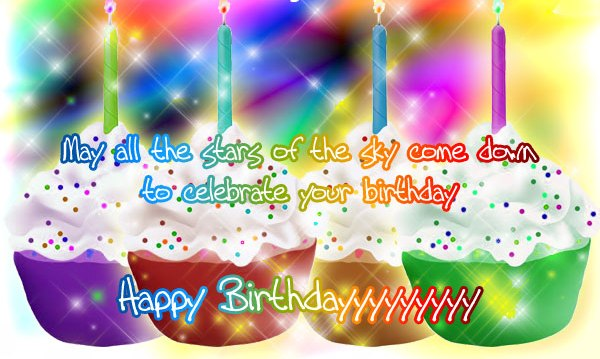 May all the stars of the sky come down
to celebrate your birthday
Happy Birthdayyyyyyyyy